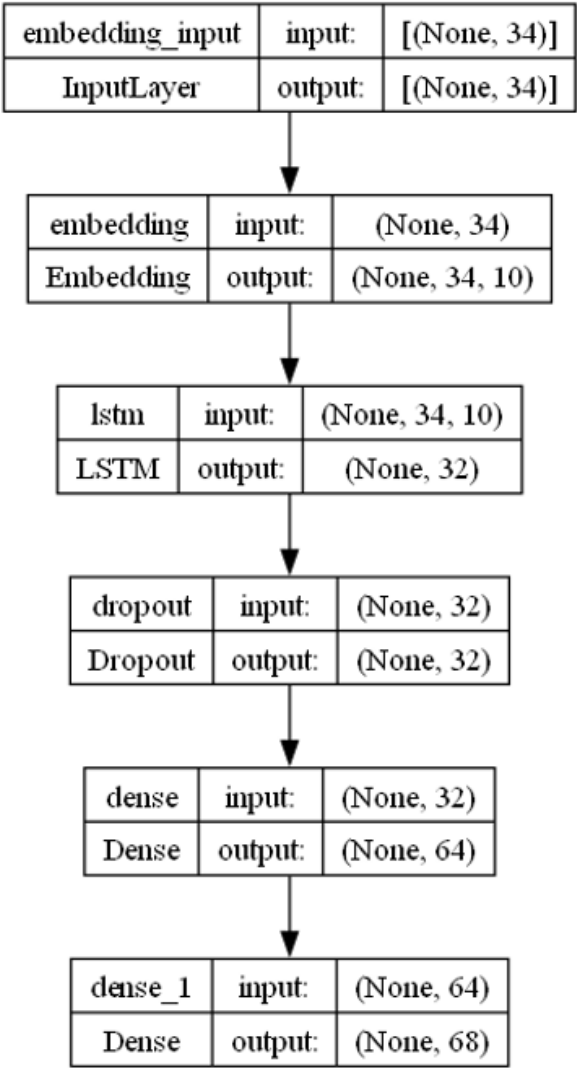 embedding_input input: [(None, 34)]
InputLayer output: [(None, 34)]
embedding input: (None, 34)
Embedding output: (None, 34, 10)
lstm input: (None, 34, 10)
LSTM output: (None, 32)
dropout input: (None, 32)
Dropout output: (None, 32)
dense input: (None, 32)
Dense output: (None, 64)
dense_1 input: (None, 64)
Dense output: (None, 68)